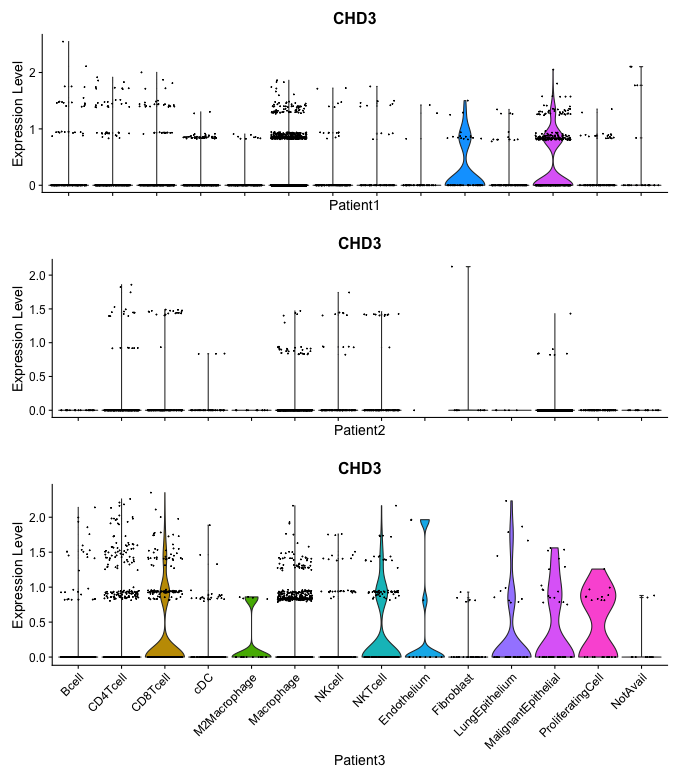 CHD3
Expression Level
2
1
0
Patient1
CHD3
Expression Level
2.0
1.5
1.0
0.5
0.0
Patient2
CHD3
Expression Level
2.0
1.5
1.0
0.5
0.0
Bcell
CD4Tcell
CD8Tcell
cDC
M2Macrophage
Macrophage
NKcell
NKTcell
Endothelium
Fibroblast
LungEpithelium
MalignantEpithelial
ProliferatingCell
NotAvail
Patient3